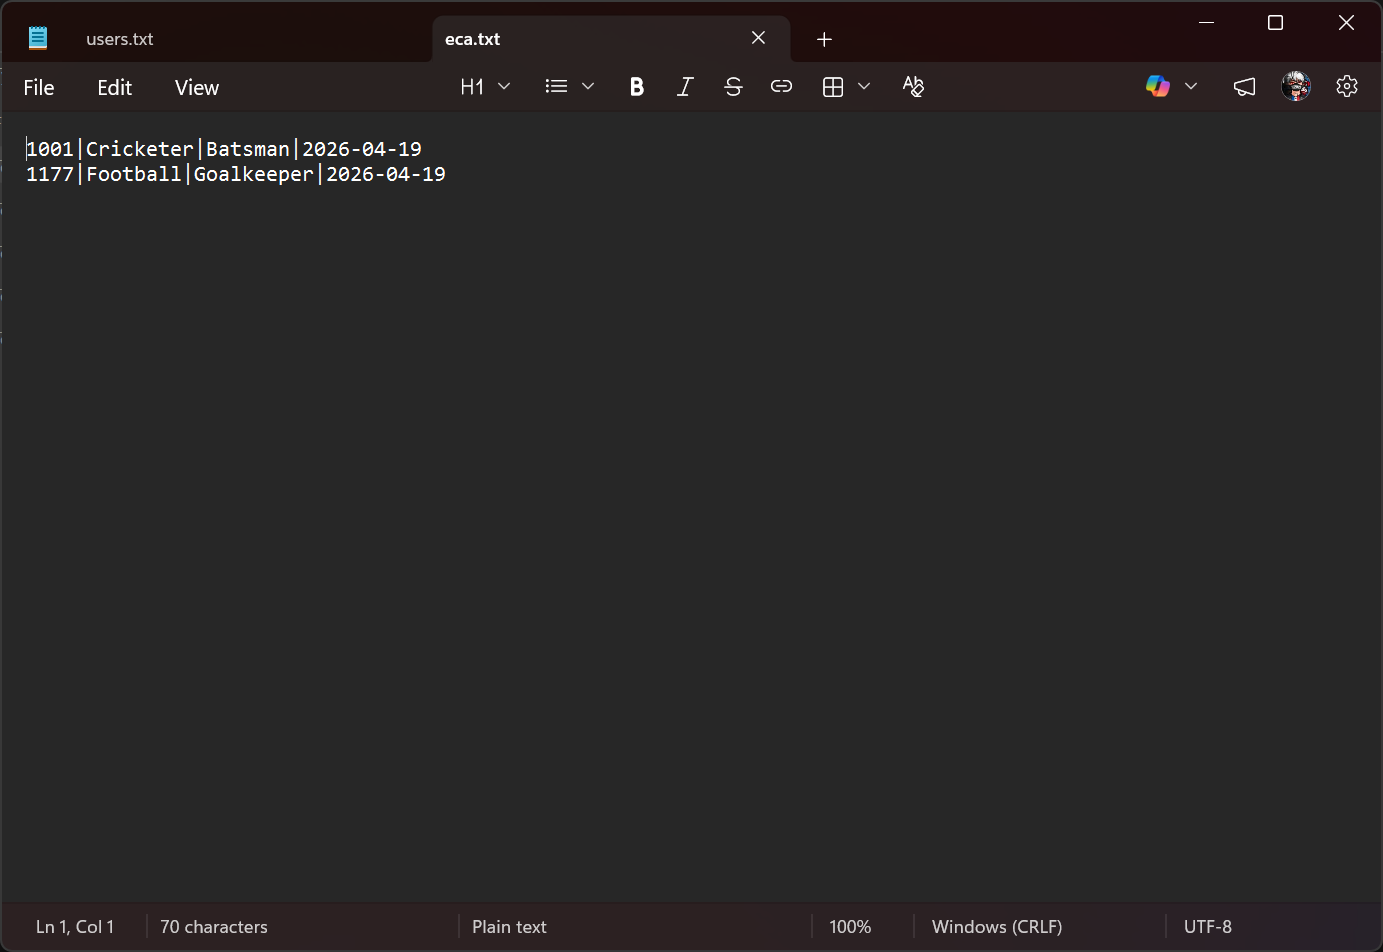 users.txt
eca.txt
File Edit View H1 B I S
1001|Cricketer|Batsman|2026-04-19
1177|Football|Goalkeeper|2026-04-19
Ln 1, Col 1 70 characters Plain text 100% Windows (CRLF) UTF-8